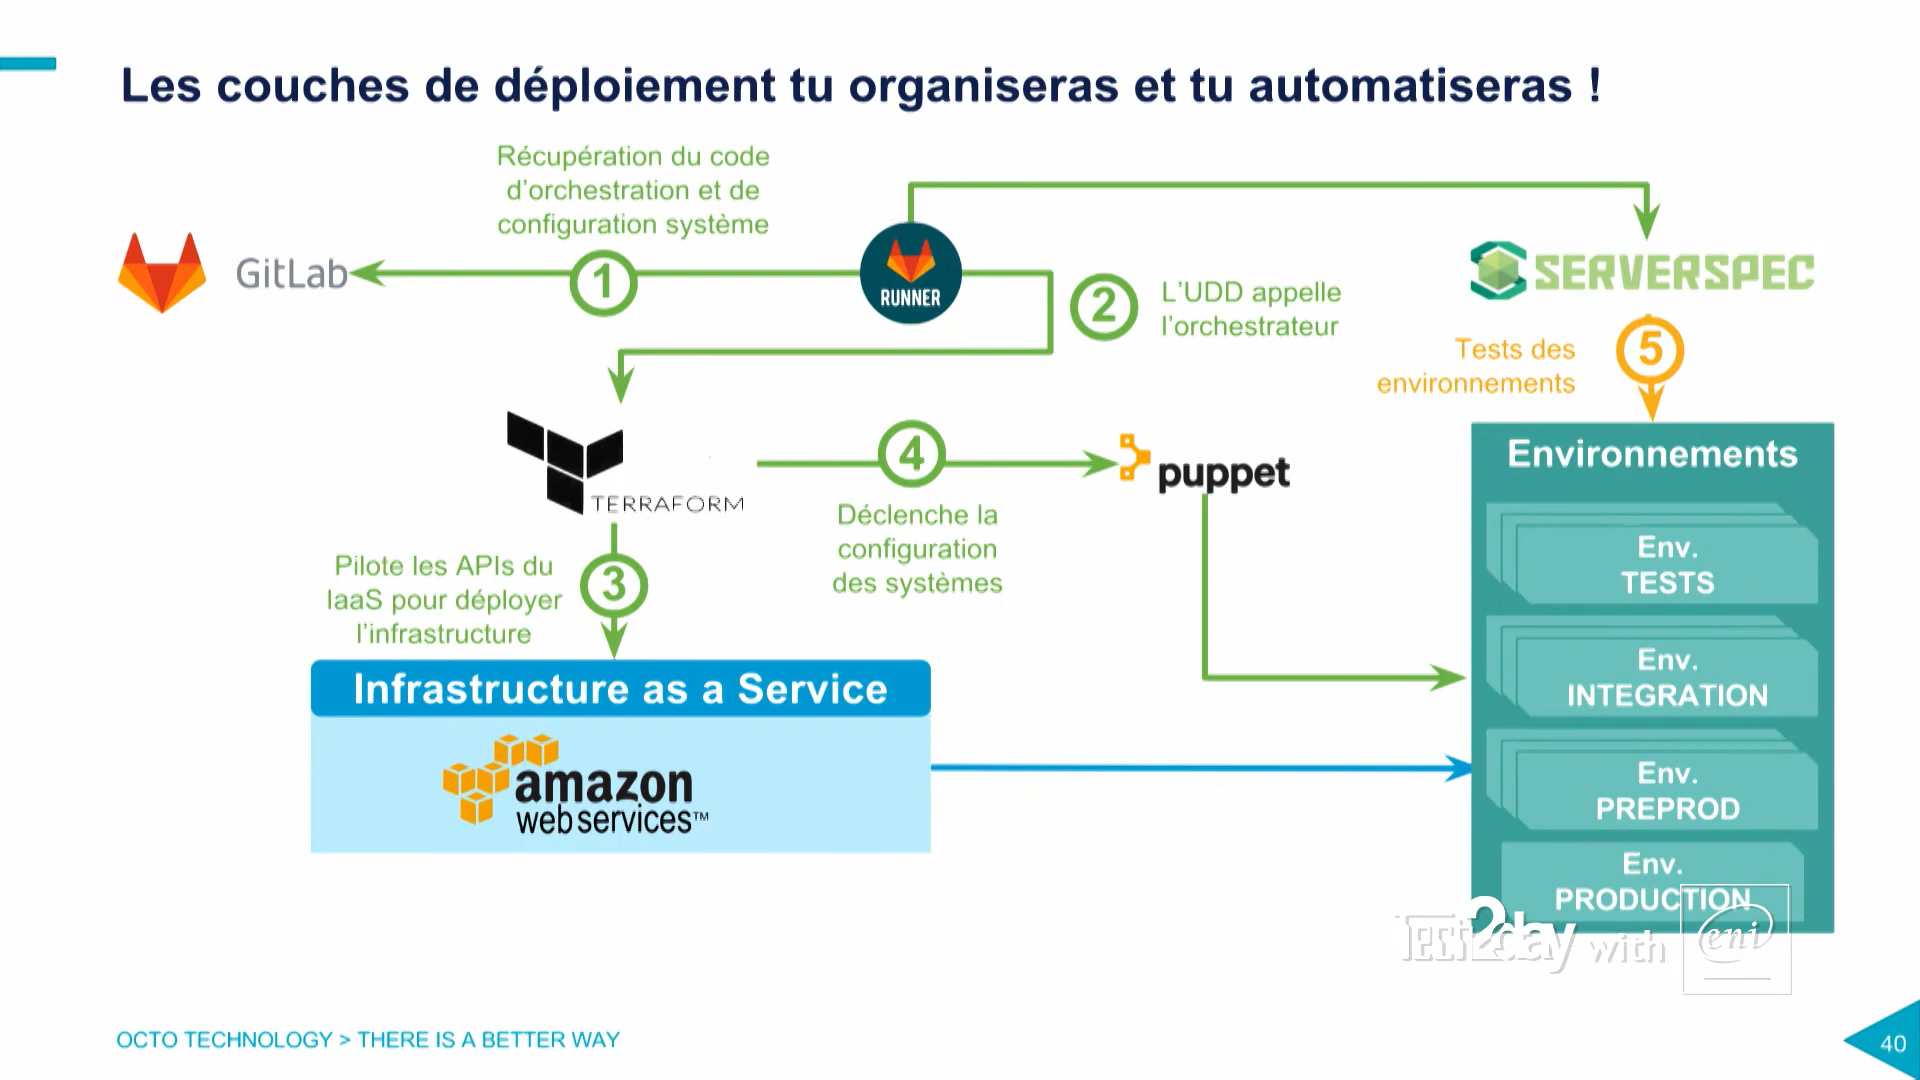 Les couches de déploiement tu organiseras et tu automatiseras !
Récupération du code
d’orchestration et de
configuration système
GitLab
1
RUNNER
2
L’UDD appelle
l’orchestrateur
SERVERSPEC
Tests des
environnements
5
TERRAFORM
4
puppet
Déclenche la
configuration
des systèmes
Pilote les APIs du
IaaS pour déployer
l’infrastructure
3
Infrastructure as a Service
amazon
web services™
Environnements
Env.
TESTS
Env.
INTEGRATION
Env.
PREPROD
Env.
PRODUCTION
Tech2day with eni
OCTO TECHNOLOGY > THERE IS A BETTER WAY
40